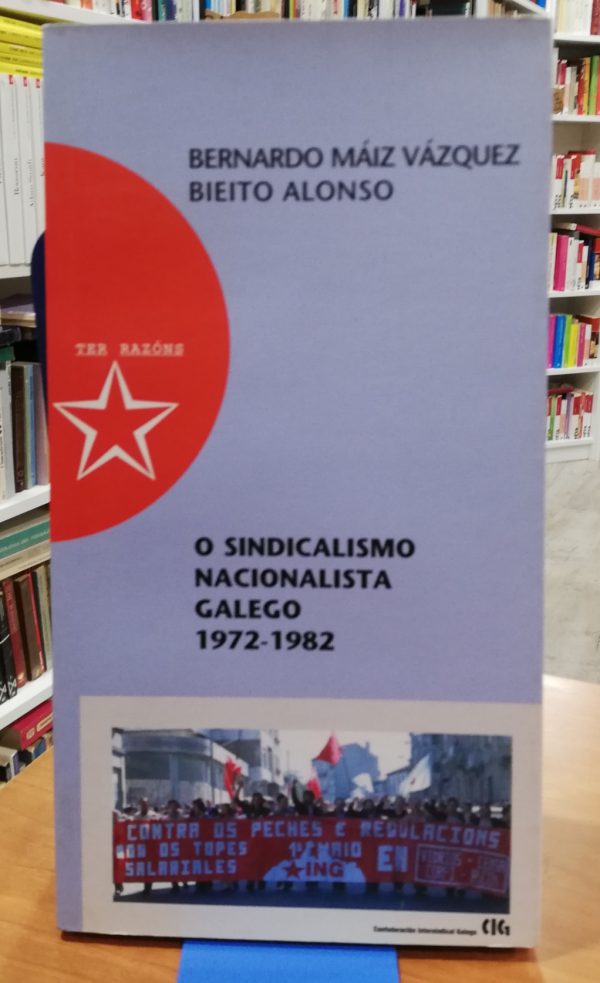 BERNARDO MÁIZ VÁZQUEZ
BIEITO ALONSO
TER RAZÓNS
O SINDICALISMO
NACIONALISTA
GALEGO
1972-1982
CONTRA OS PECHES E REGULACIONS
OS TOPES
SALARIALES
1º MAIO
ING
Confederación Intersindical Galega CIG